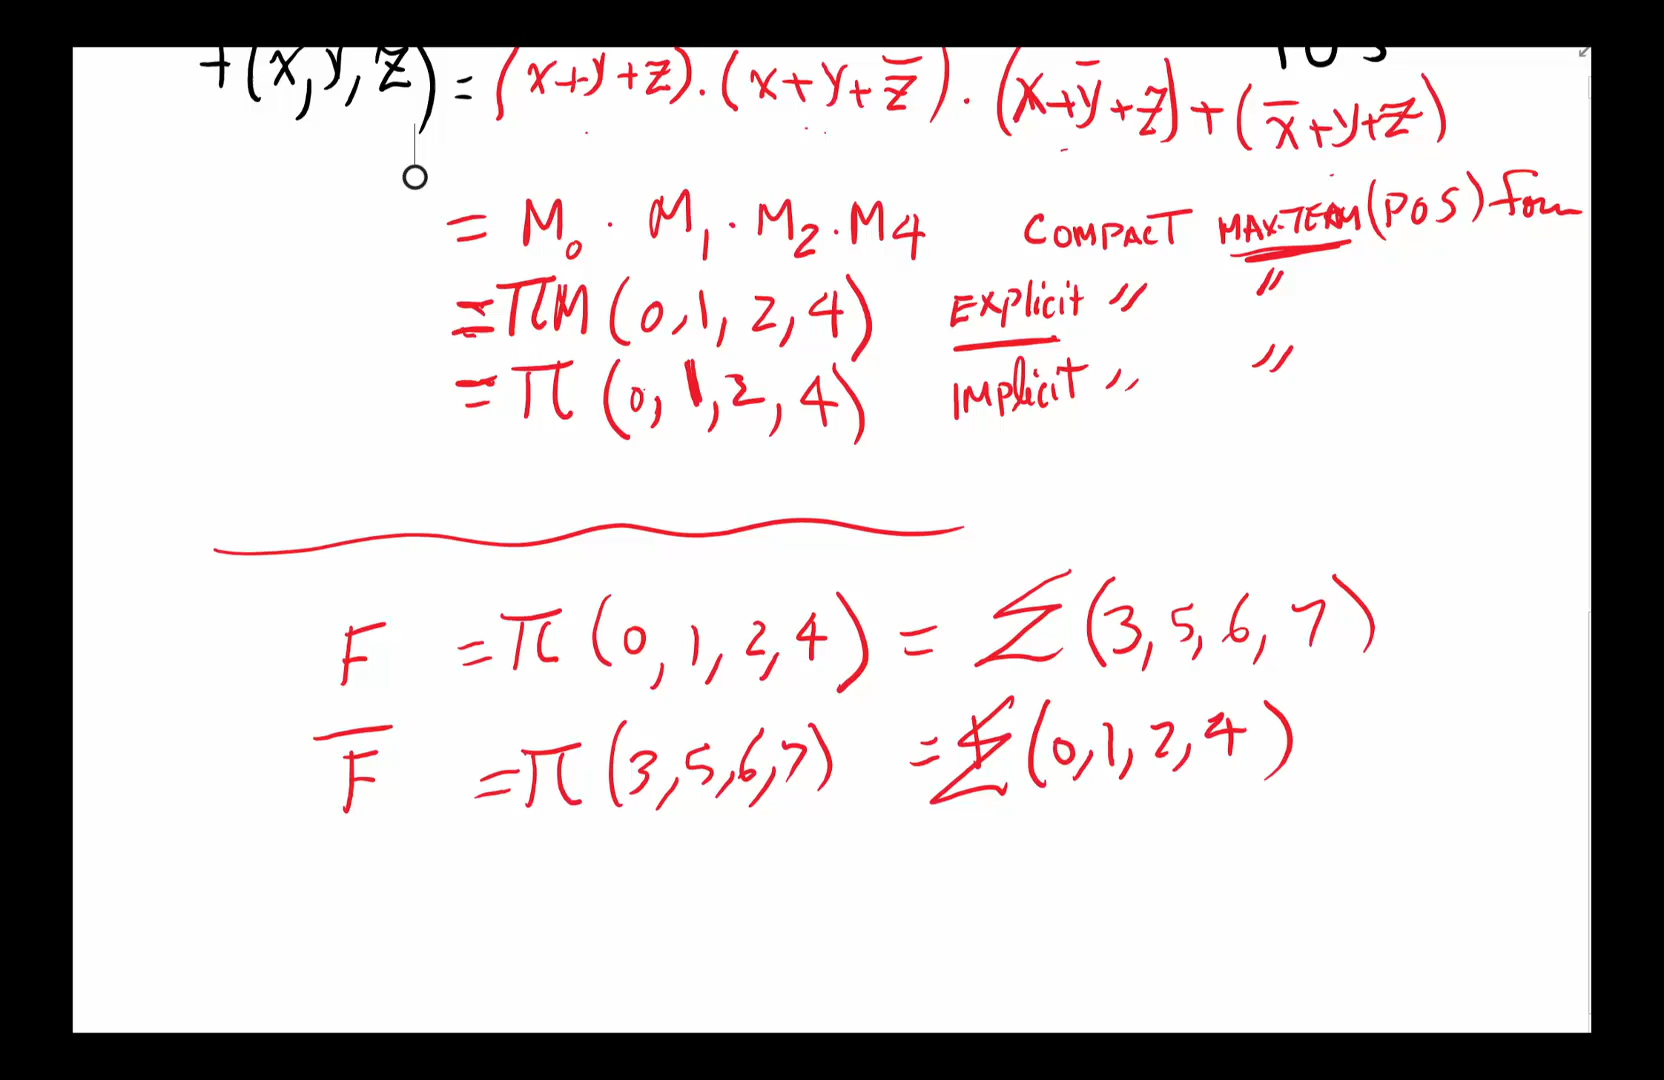 f(x, y, z) = (x+y+z).(x+y+z̅).(x+y̅+z)+(x̅+y+z)
POS
= M₀ . M₁ . M₂ . M4 COMPACT MAX-TERM (POS) Form
= πM (0,1,2,4) Explicit " "
= π (0,1,2,4) Implicit " "
F = π (0,1,2,4) = Σ (3,5,6,7)
F̅ = π (3,5,6,7) = Σ (0,1,2,4)